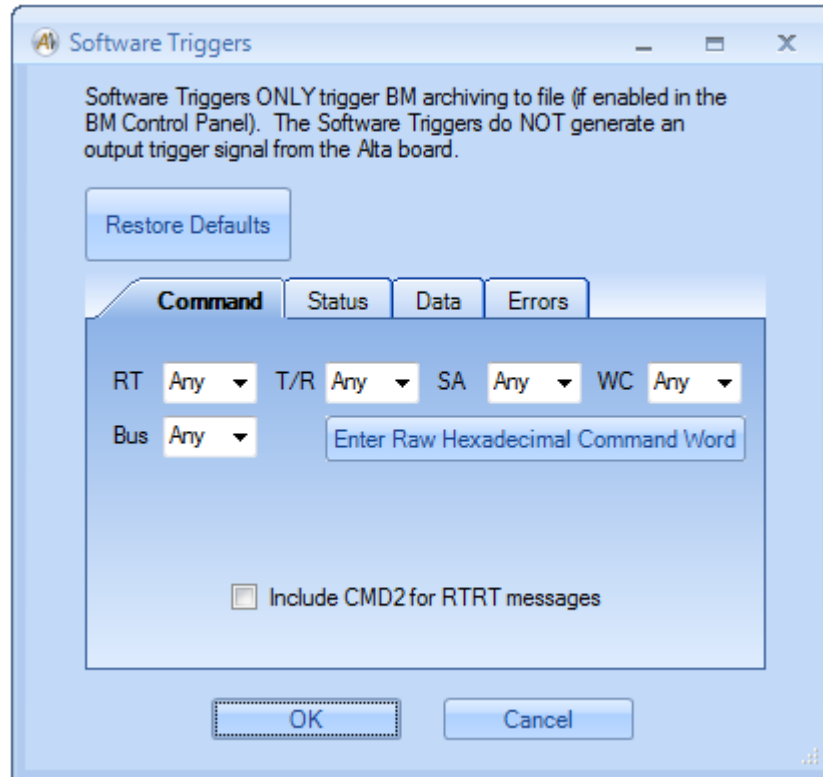 Software Triggers
Software Triggers ONLY trigger BM archiving to file (if enabled in the
BM Control Panel). The Software Triggers do NOT generate an
output trigger signal from the Alta board.
Restore Defaults
Command Status Data Errors
RT Any T/R Any SA Any WC Any
Bus Any Enter Raw Hexadecimal Command Word
Include CMD2 for RTRT messages
OK Cancel